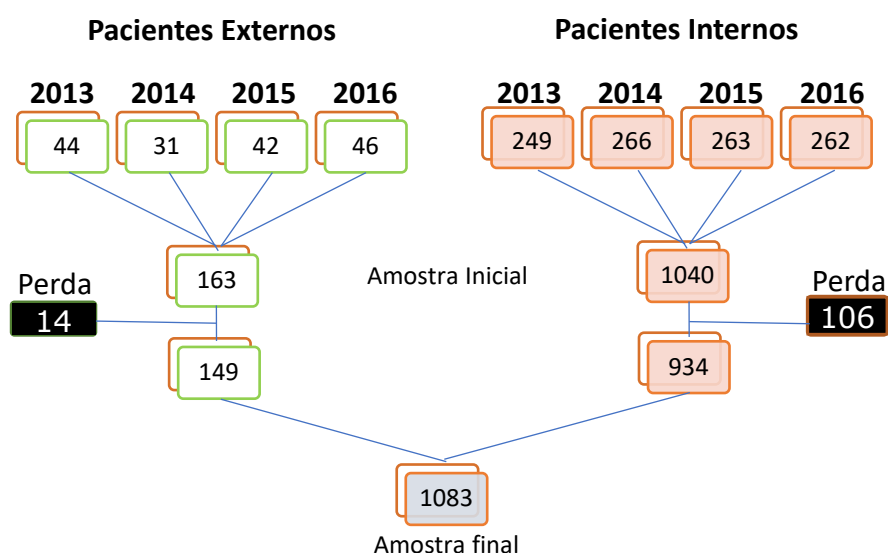 Pacientes Externos
Pacientes Internos
2013 2014 2015 2016
2013 2014 2015 2016
44 31 42 46
249 266 263 262
163
Amostra Inicial
1040
Perda
14
Perda
106
149
934
1083
Amostra final